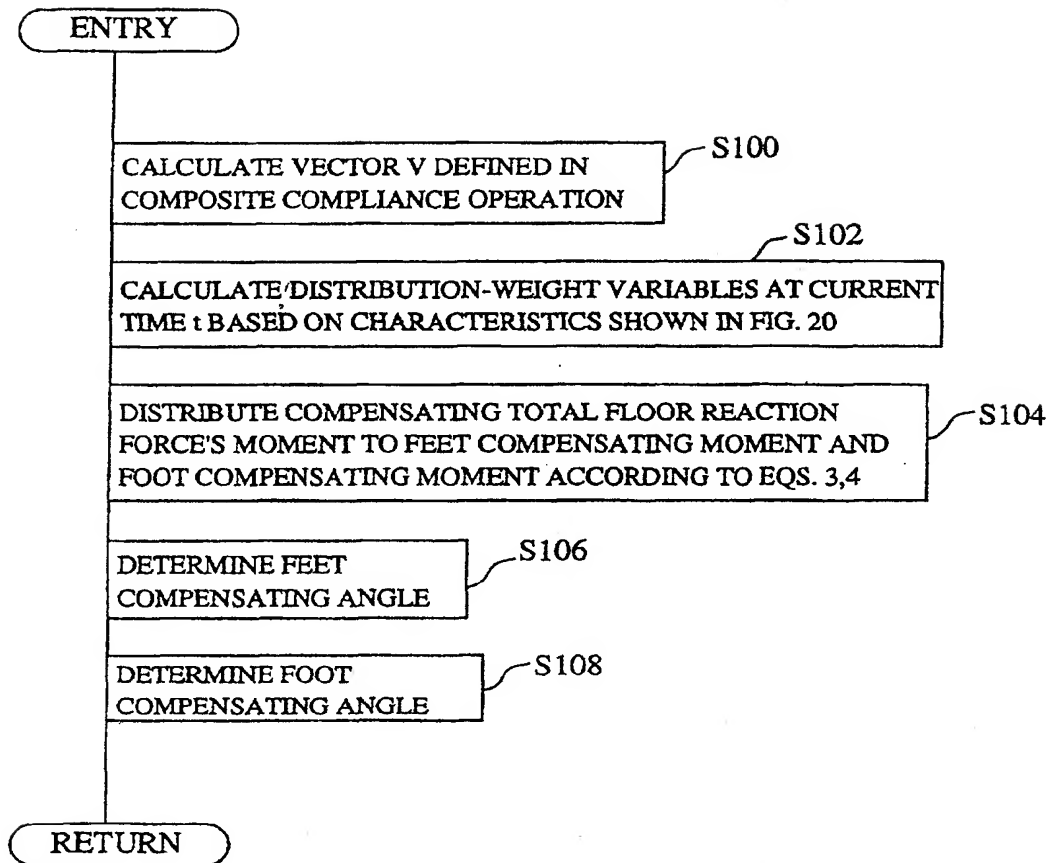 ENTRY
S100
CALCULATE VECTOR V DEFINED IN
COMPOSITE COMPLIANCE OPERATION
S102
CALCULATE DISTRIBUTION-WEIGHT VARIABLES AT CURRENT
TIME t BASED ON CHARACTERISTICS SHOWN IN FIG. 20
S104
DISTRIBUTE COMPENSATING TOTAL FLOOR REACTION
FORCE'S MOMENT TO FEET COMPENSATING MOMENT AND
FOOT COMPENSATING MOMENT ACCORDING TO EQS. 3,4
S106
DETERMINE FEET
COMPENSATING ANGLE
S108
DETERMINE FOOT
COMPENSATING ANGLE
RETURN